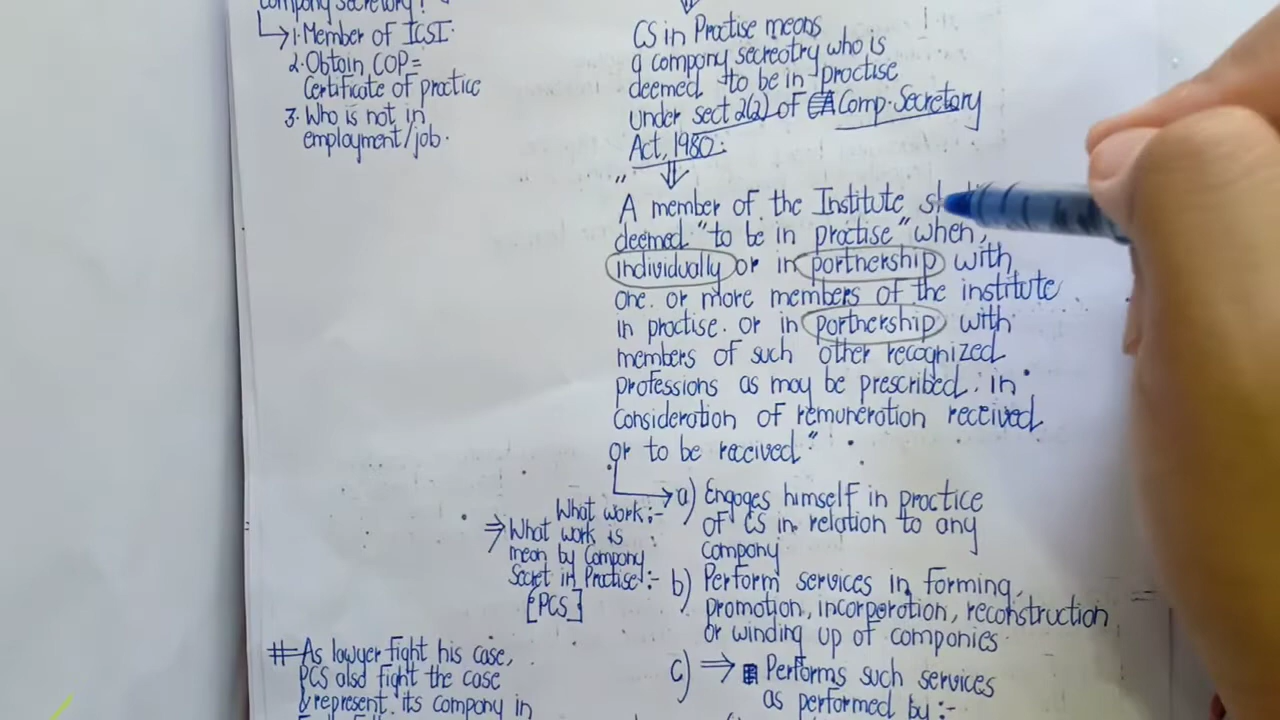 company secretary?
1. Member of ICSI.
2. Obtain COP =
Certificate of practice
3. Who is not in
employment/job.
CS in Practise means
a company secreotry who is
deemed to be in practise
under sect 2(2) of Comp. Secretary
Act, 1980:
"
A member of the Institute
deemed "to be in practise" when,
individually or in partnership with
one or more members of the institute
in practise or in partnership with
members of such other recognized
professions as may be prescribed, in
Consideration of remuneration received
or to be received"
a) Engages himself in practice
of CS in relation to any
company
What work:-
⇒ What work is
mean by Company
Secret in Practise:-
[PCS]
b) Perform services in forming,
promotion, incorporation, reconstruction
or winding up of companies
c) ⇒ Performs such services
as performed by:-
# As lawyer fight his case,
PCS also fight the case
& represent its company in